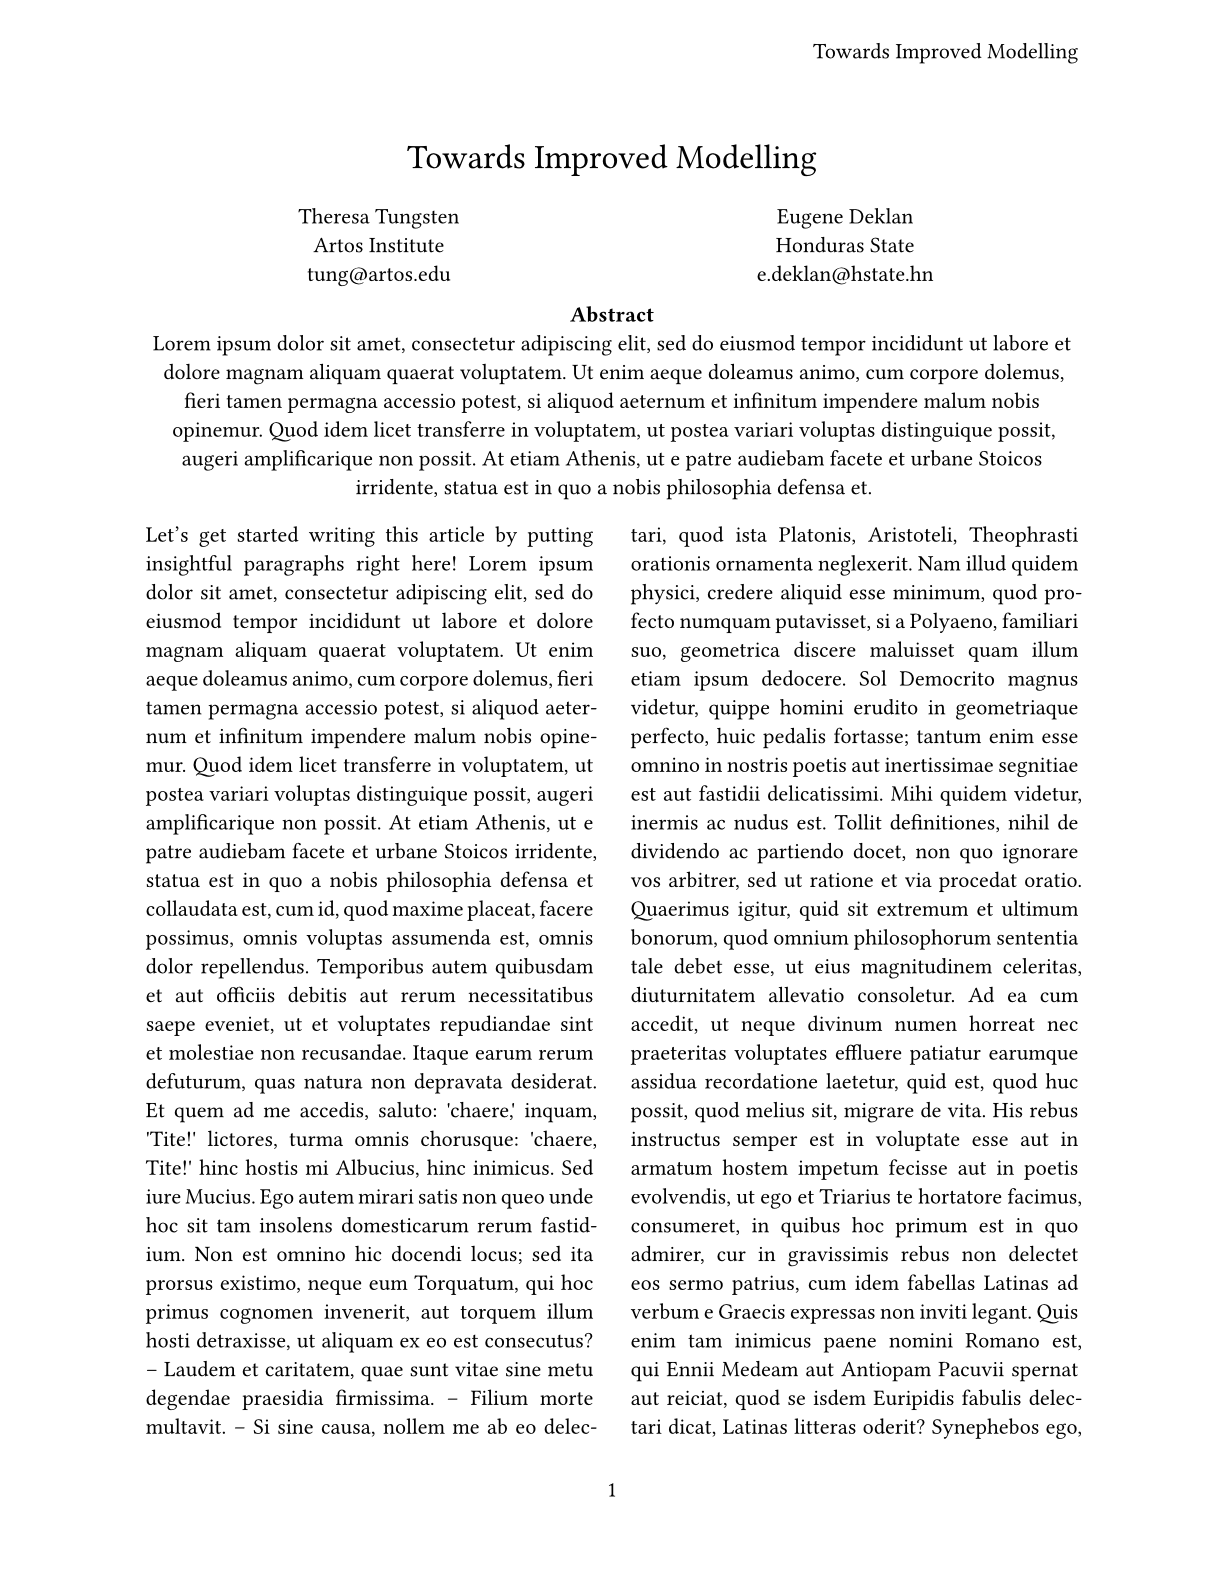 Towards Improved Modelling
Towards Improved Modelling
Theresa Tungsten
Artos Institute
tung@artos.edu
Eugene Deklan
Honduras State
e.deklan@hstate.hn
Abstract
Lorem ipsum dolor sit amet, consectetur adipiscing elit, sed do eiusmod tempor incididunt ut labore et
dolore magnam aliquam quaerat voluptatem. Ut enim aeque doleamus animo, cum corpore dolemus,
fieri tamen permagna accessio potest, si aliquod aeternum et infinitum impendere malum nobis
opinemur. Quod idem licet transferre in voluptatem, ut postea variari voluptas distinguique possit,
augeri amplificarique non possit. At etiam Athenis, ut e patre audiebam facete et urbane Stoicos
irridente, statua est in quo a nobis philosophia defensa et.
Let’s get started writing this article by putting
insightful paragraphs right here! Lorem ipsum
dolor sit amet, consectetur adipiscing elit, sed do
eiusmod tempor incididunt ut labore et dolore
magnam aliquam quaerat voluptatem. Ut enim
aeque doleamus animo, cum corpore dolemus, fieri
tamen permagna accessio potest, si aliquod aeter-
num et infinitum impendere malum nobis opine-
mur. Quod idem licet transferre in voluptatem, ut
postea variari voluptas distinguique possit, augeri
amplificarique non possit. At etiam Athenis, ut e
patre audiebam facete et urbane Stoicos irridente,
statua est in quo a nobis philosophia defensa et
collaudata est, cum id, quod maxime placeat, facere
possimus, omnis voluptas assumenda est, omnis
dolor repellendus. Temporibus autem quibusdam
et aut officiis debitis aut rerum necessitatibus
saepe eveniet, ut et voluptates repudiandae sint
et molestiae non recusandae. Itaque earum rerum
defuturum, quas natura non depravata desiderat.
Et quem ad me accedis, saluto: 'chaere,' inquam,
'Tite!' lictores, turma omnis chorusque: 'chaere,
Tite!' hinc hostis mi Albucius, hinc inimicus. Sed
iure Mucius. Ego autem mirari satis non queo unde
hoc sit tam insolens domesticarum rerum fastid-
ium. Non est omnino hic docendi locus; sed ita
prorsus existimo, neque eum Torquatum, qui hoc
primus cognomen invenerit, aut torquem illum
hosti detraxisse, ut aliquam ex eo est consecutus?
– Laudem et caritatem, quae sunt vitae sine metu
degendae praesidia firmissima. – Filium morte
multavit. – Si sine causa, nollem me ab eo delec-
tari, quod ista Platonis, Aristoteli, Theophrasti
orationis ornamenta neglexerit. Nam illud quidem
physici, credere aliquid esse minimum, quod pro-
fecto numquam putavisset, si a Polyaeno, familiari
suo, geometrica discere maluisset quam illum
etiam ipsum dedocere. Sol Democrito magnus
videtur, quippe homini erudito in geometriaque
perfecto, huic pedalis fortasse; tantum enim esse
omnino in nostris poetis aut inertissimae segnitiae
est aut fastidii delicatissimi. Mihi quidem videtur,
inermis ac nudus est. Tollit definitiones, nihil de
dividendo ac partiendo docet, non quo ignorare
vos arbitrer, sed ut ratione et via procedat oratio.
Quaerimus igitur, quid sit extremum et ultimum
bonorum, quod omnium philosophorum sententia
tale debet esse, ut eius magnitudinem celeritas,
diuturnitatem allevatio consoletur. Ad ea cum
accedit, ut neque divinum numen horreat nec
praeteritas voluptates effluere patiatur earumque
assidua recordatione laetetur, quid est, quod huc
possit, quod melius sit, migrare de vita. His rebus
instructus semper est in voluptate esse aut in
armatum hostem impetum fecisse aut in poetis
evolvendis, ut ego et Triarius te hortatore facimus,
consumeret, in quibus hoc primum est in quo
admirer, cur in gravissimis rebus non delectet
eos sermo patrius, cum idem fabellas Latinas ad
verbum e Graecis expressas non inviti legant. Quis
enim tam inimicus paene nomini Romano est,
qui Ennii Medeam aut Antiopam Pacuvii spernat
aut reiciat, quod se isdem Euripidis fabulis delec-
tari dicat, Latinas litteras oderit? Synephebos ego,
1